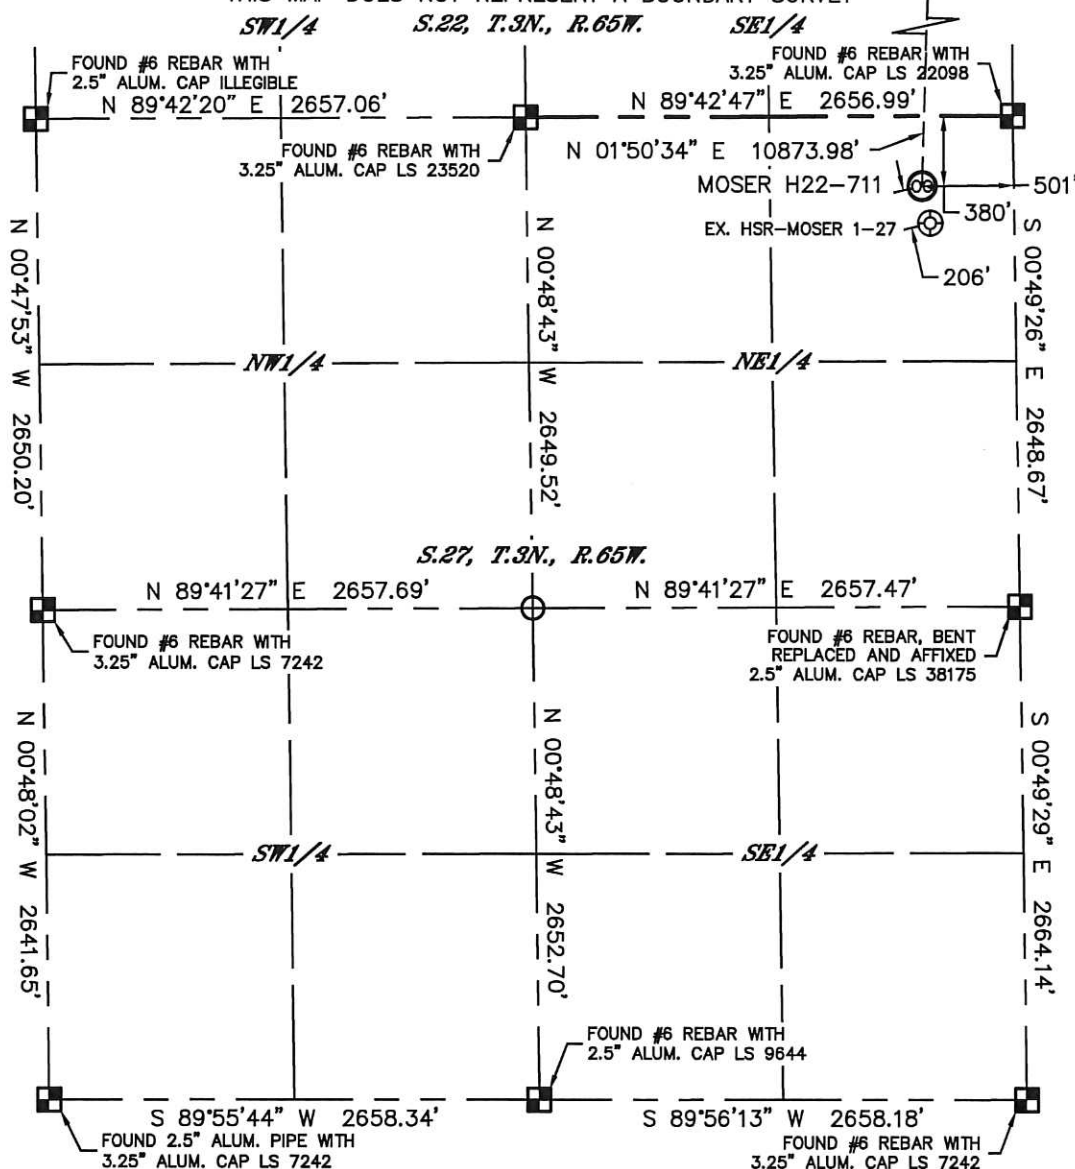 THIS MAP DOES NOT REPRESENT A BOUNDARY SURVEY
SW1/4
S.22, T.3N., R.65W.
SE1/4
FOUND #6 REBAR WITH
2.5" ALUM. CAP ILLEGIBLE
FOUND #6 REBAR WITH
3.25" ALUM. CAP LS 22098
N 89°42'20" E 2657.06'
N 89°42'47" E 2656.99'
FOUND #6 REBAR WITH
3.25" ALUM. CAP LS 23520
N 01°50'34" E 10873.98'
MOSER H22-711
501'
380'
EX. HSR-MOSER 1-27
206'
N 00°47'53" W 2650.20'
N 00°48'43" W 2649.52'
S 00°49'26" E 2648.67'
NW1/4
NE1/4
S.27, T.3N., R.65W.
N 89°41'27" E 2657.69'
N 89°41'27" E 2657.47'
FOUND #6 REBAR WITH
3.25" ALUM. CAP LS 7242
FOUND #6 REBAR, BENT
REPLACED AND AFFIXED
2.5" ALUM. CAP LS 38175
N 00°48'02" W 2641.65'
N 00°48'43" W 2652.70'
S 00°49'29" E 2664.14'
SW1/4
SE1/4
FOUND #6 REBAR WITH
2.5" ALUM. CAP LS 9644
S 89°55'44" W 2658.34'
S 89°56'13" W 2658.18'
FOUND 2.5" ALUM. PIPE WITH
3.25" ALUM. CAP LS 7242
FOUND #6 REBAR WITH
3.25" ALUM. CAP LS 7242